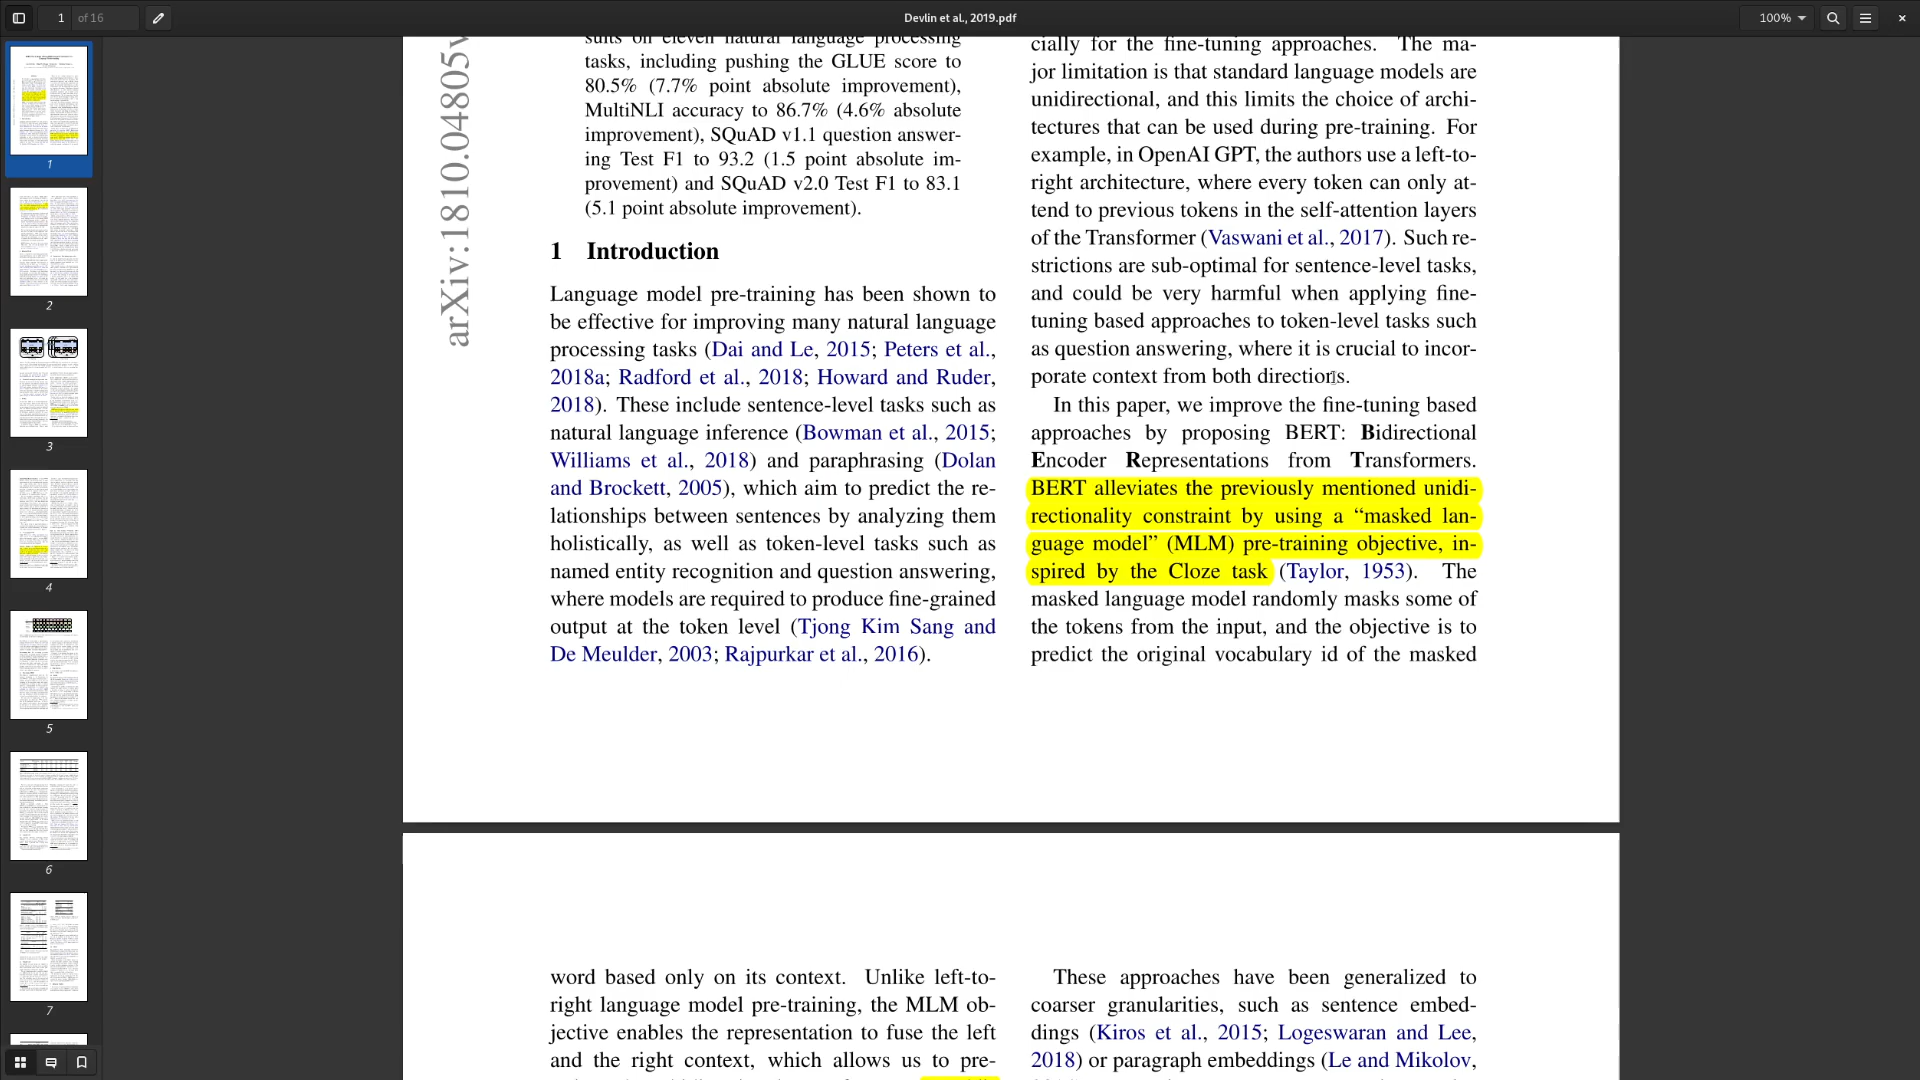 1 of 16
Devlin et al., 2019.pdf
100%
1
2
3
4
5
6
7
arXiv:1810.04805v
suits on eleven natural language processing
tasks, including pushing the GLUE score to
80.5% (7.7% point absolute improvement),
MultiNLI accuracy to 86.7% (4.6% absolute
improvement), SQuAD v1.1 question answer-
ing Test F1 to 93.2 (1.5 point absolute im-
provement) and SQuAD v2.0 Test F1 to 83.1
(5.1 point absolute improvement).
1 Introduction
Language model pre-training has been shown to
be effective for improving many natural language
processing tasks (Dai and Le, 2015; Peters et al.,
2018a; Radford et al., 2018; Howard and Ruder,
2018). These include sentence-level tasks such as
natural language inference (Bowman et al., 2015;
Williams et al., 2018) and paraphrasing (Dolan
and Brockett, 2005), which aim to predict the re-
lationships between sentences by analyzing them
holistically, as well as token-level tasks such as
named entity recognition and question answering,
where models are required to produce fine-grained
output at the token level (Tjong Kim Sang and
De Meulder, 2003; Rajpurkar et al., 2016).
cially for the fine-tuning approaches. The ma-
jor limitation is that standard language models are
unidirectional, and this limits the choice of archi-
tectures that can be used during pre-training. For
example, in OpenAI GPT, the authors use a left-to-
right architecture, where every token can only at-
tend to previous tokens in the self-attention layers
of the Transformer (Vaswani et al., 2017). Such re-
strictions are sub-optimal for sentence-level tasks,
and could be very harmful when applying fine-
tuning based approaches to token-level tasks such
as question answering, where it is crucial to incor-
porate context from both directions.
In this paper, we improve the fine-tuning based
approaches by proposing BERT: Bidirectional
Encoder Representations from Transformers.
BERT alleviates the previously mentioned unidi-
rectionality constraint by using a “masked lan-
guage model” (MLM) pre-training objective, in-
spired by the Cloze task (Taylor, 1953). The
masked language model randomly masks some of
the tokens from the input, and the objective is to
predict the original vocabulary id of the masked
word based only on its context. Unlike left-to-
right language model pre-training, the MLM ob-
jective enables the representation to fuse the left
and the right context, which allows us to pre-
These approaches have been generalized to
coarser granularities, such as sentence embed-
dings (Kiros et al., 2015; Logeswaran and Lee,
2018) or paragraph embeddings (Le and Mikolov,